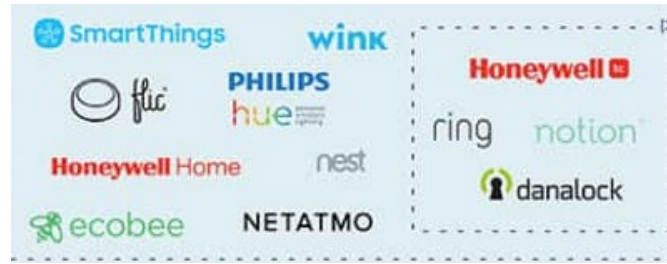 SmartThings
wink
flic
PHILIPS
hue
Honeywell Home
nest
ecobee
NETATMO
Honeywell
ring
notion
danalock